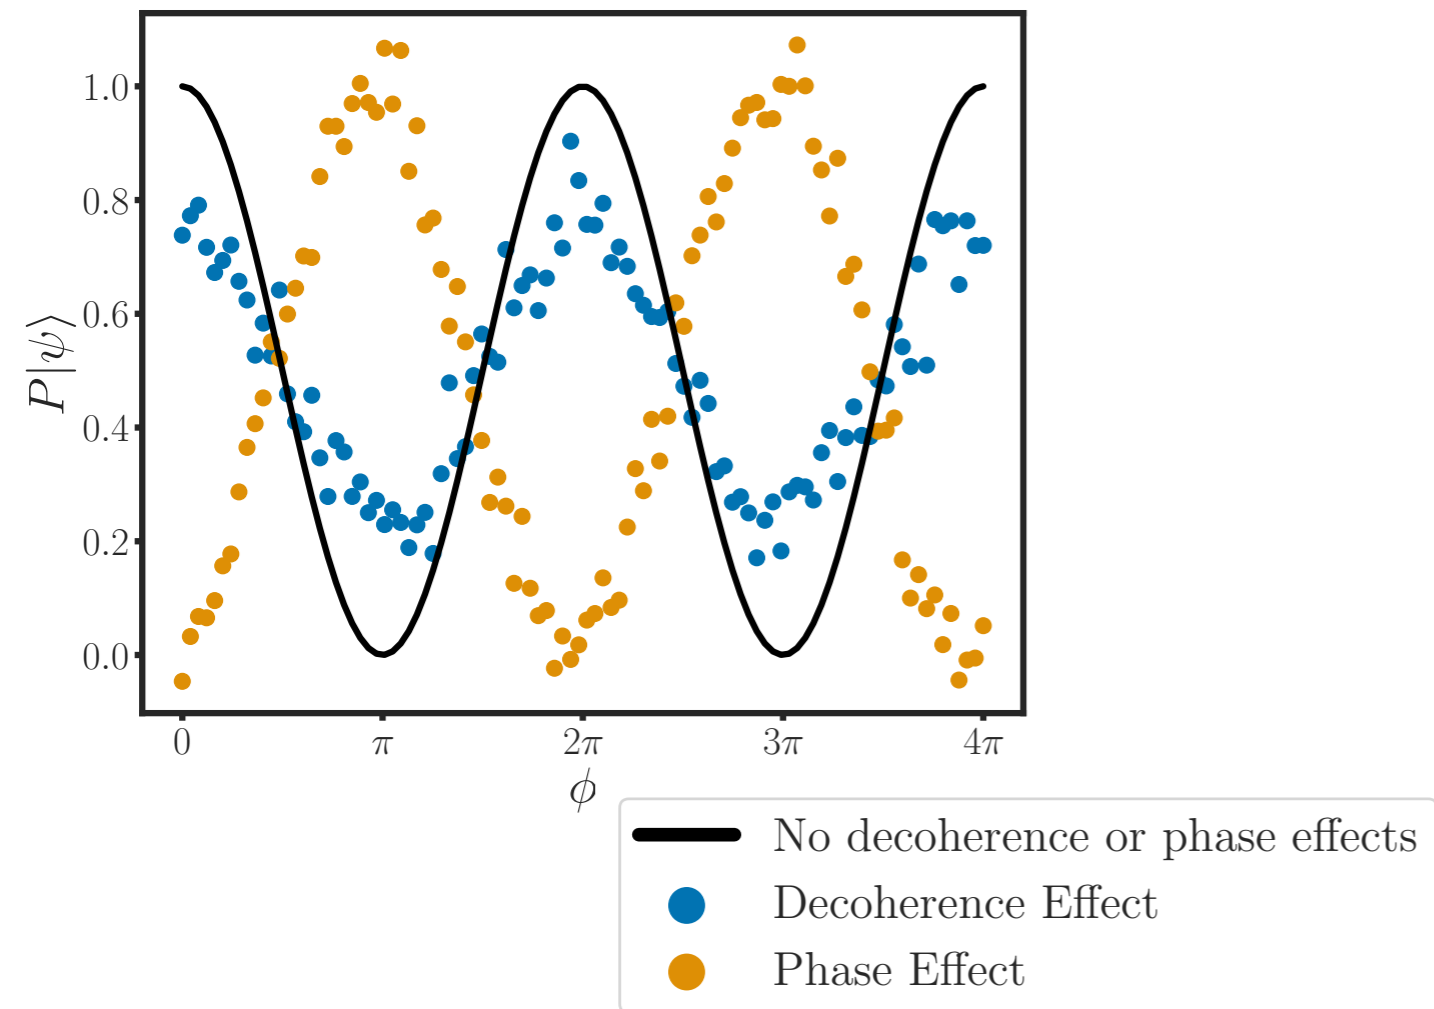 1.0
0.8
0.6
0.4
0.2
0.0
P|ψ⟩
0 π 2π 3π 4π
ϕ
No decoherence or phase effects
Decoherence Effect
Phase Effect